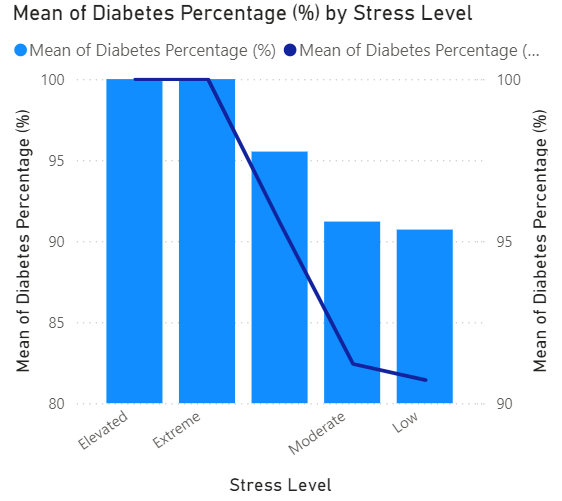 Mean of Diabetes Percentage (%) by Stress Level
Mean of Diabetes Percentage (%) Mean of Diabetes Percentage (...
Mean of Diabetes Percentage (%)
100
95
90
85
80
100
95
90
Mean of Diabetes Percentage (%)
Elevated
Extreme
Moderate
Low
Stress Level